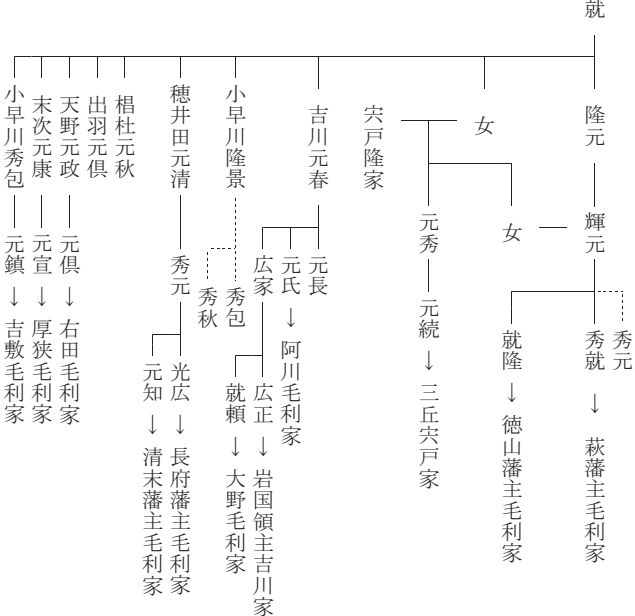 就
隆元
輝元
秀元
秀就 → 萩藩主毛利家
就隆 → 徳山藩主毛利家
女
女
宍戸隆家
元秀
元続 → 三丘宍戸家
吉川元春
元長
元氏 → 阿川毛利家
広家
広正 → 岩国領主吉川家
就頼 → 大野毛利家
小早川隆景
秀包
秀秋
穂井田元清
秀元
光広 → 長府藩主毛利家
元知 → 清末藩主毛利家
椙杜元秋
出羽元倶
天野元政
元倶 → 右田毛利家
末次元康
元宣 → 厚狭毛利家
小早川秀包
元鎮 → 吉敷毛利家